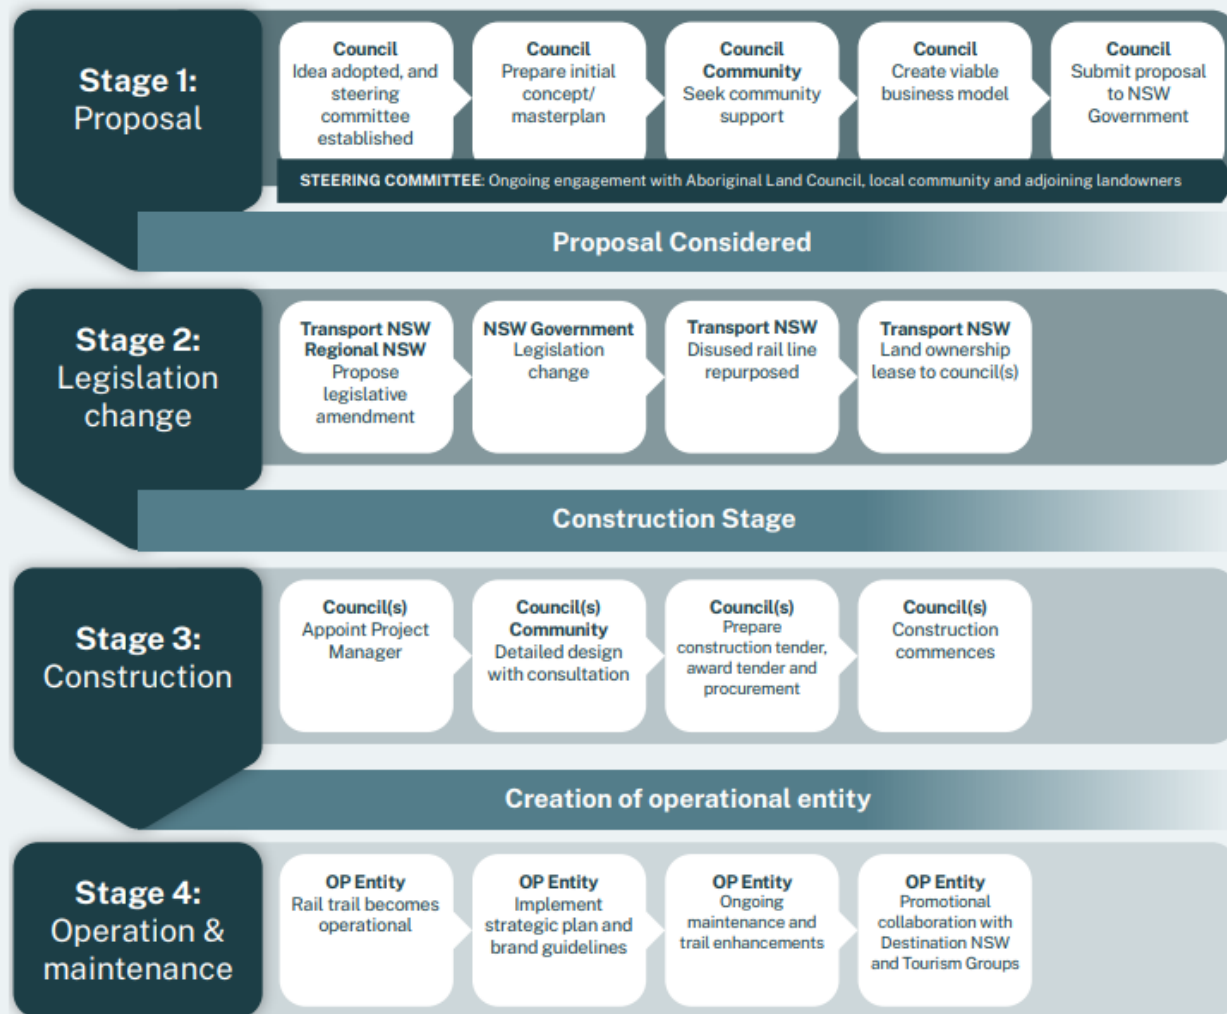 Stage 1:
Proposal
Council
Idea adopted, and
steering
committee
established
Council
Prepare initial
concept/
masterplan
Council
Community
Seek community
support
Council
Create viable
business model
Council
Submit proposal
to NSW
Government
STEERING COMMITTEE: Ongoing engagement with Aboriginal Land Council, local community and adjoining landowners
Proposal Considered
Stage 2:
Legislation
change
Transport NSW
Regional NSW
Propose
legislative
amendment
NSW Government
Legislation
change
Transport NSW
Disused rail line
repurposed
Transport NSW
Land ownership
lease to council(s)
Construction Stage
Stage 3:
Construction
Council(s)
Appoint Project
Manager
Council(s)
Community
Detailed design
with consultation
Council(s)
Prepare
construction tender,
award tender and
procurement
Council(s)
Construction
commences
Creation of operational entity
Stage 4:
Operation &
maintenance
OP Entity
Rail trail becomes
operational
OP Entity
Implement
strategic plan and
brand guidelines
OP Entity
Ongoing
maintenance and
trail enhancements
OP Entity
Promotional
collaboration with
Destination NSW
and Tourism Groups